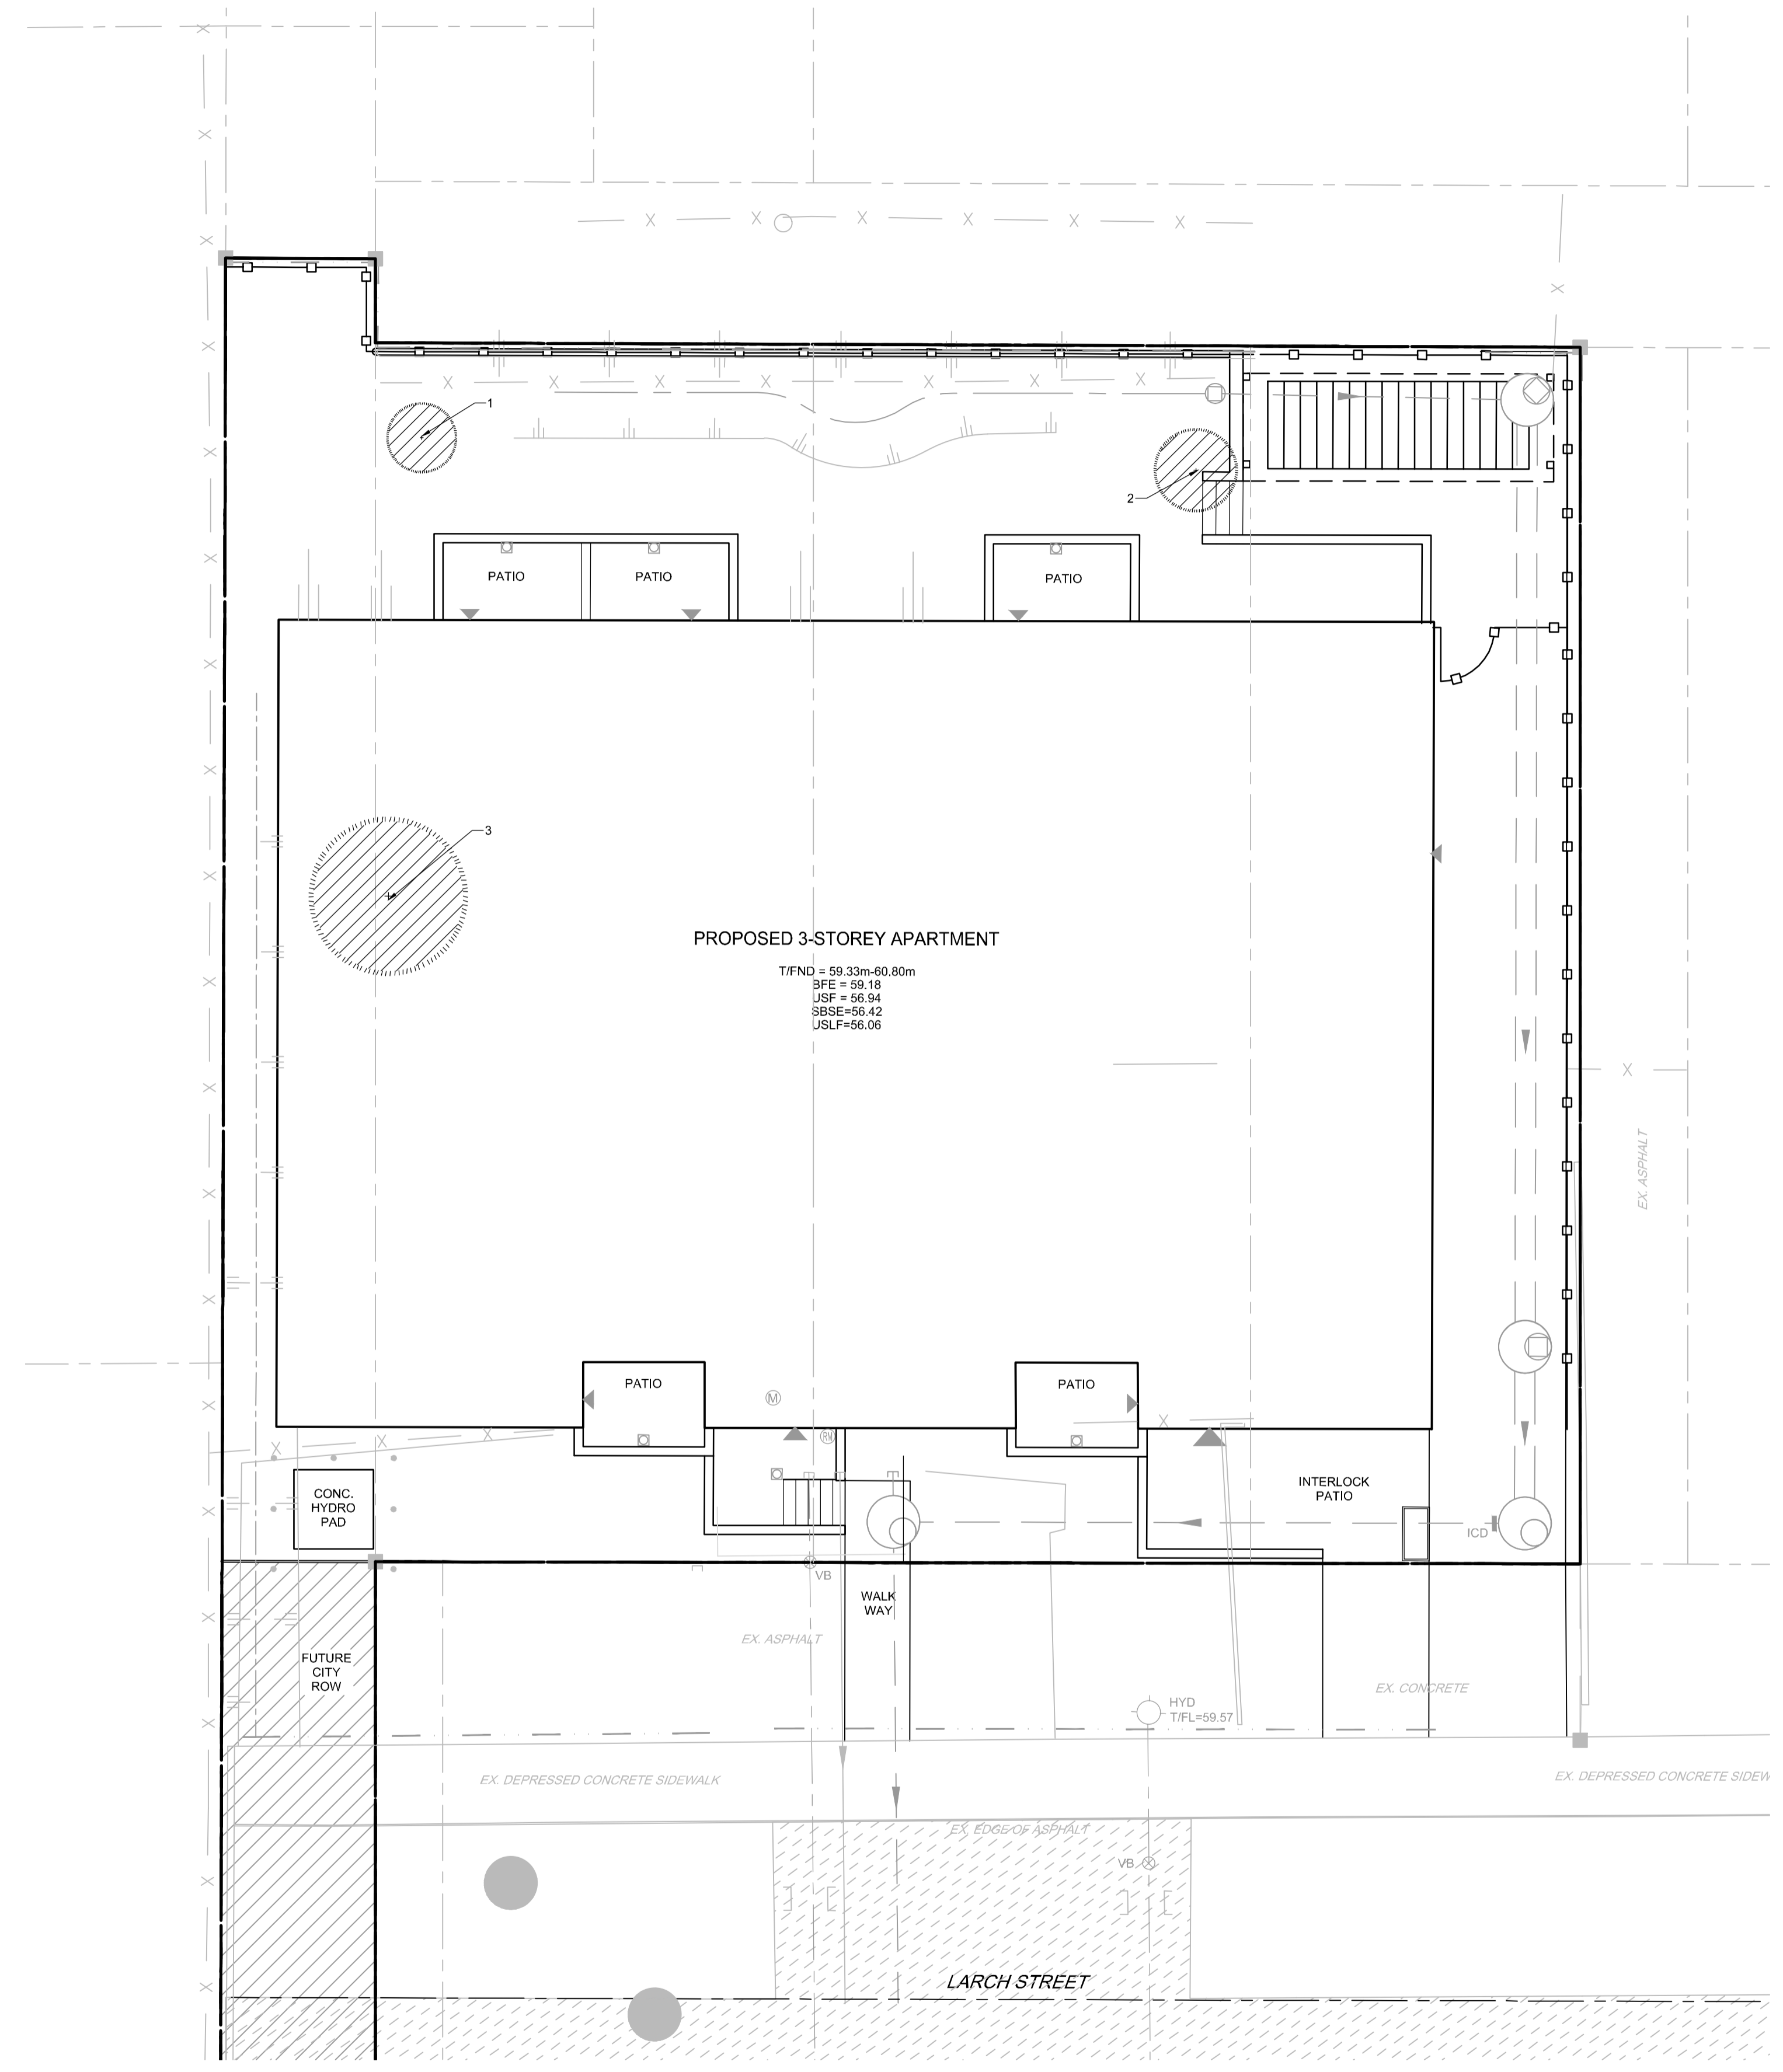 1
2
PATIO
PATIO
PATIO
3
PROPOSED 3-STOREY APARTMENT
T/FND = 59.33m-60.80m
BFE = 59.18
USF = 56.94
SBSE=56.42
USLF=56.06
EX. ASPHALT
PATIO
PATIO
M
RM
CONC.
HYDRO
PAD
INTERLOCK
PATIO
ICD
VB
WALK
WAY
EX. ASPHALT
FUTURE
CITY
ROW
EX. CONCRETE
HYD
T/FL=59.57
EX. DEPRESSED CONCRETE SIDEWALK
EX. DEPRESSED CONCRETE SIDEW
EX. EDGE OF ASPHALT
VB
LARCH STREET